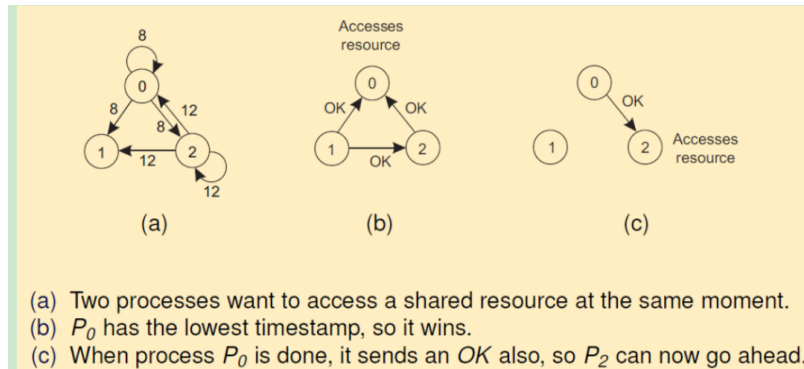 8
0
8
8
12
1
2
12
12
(a)
Accesses
resource
0
OK
OK
1
2
OK
(b)
0
OK
1
2
Accesses
resource
(c)
(a) Two processes want to access a shared resource at the same moment.
(b) P0 has the lowest timestamp, so it wins.
(c) When process P0 is done, it sends an OK also, so P2 can now go ahead.